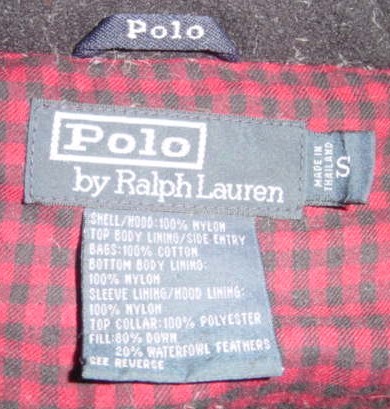 Polo
Polo
by Ralph Lauren
MADE IN
THAILAND
S
SHELL/HOOD:100% NYLON
TOP BODY LINING/SIDE ENTRY
BAGS:100% COTTON
BOTTOM BODY LINING:
100% NYLON
SLEEVE LINING/HOOD LINING:
100% NYLON
TOP COLLAR:100% POLYESTER
FILL:80% DOWN
20% WATERFOWL FEATHERS
SEE REVERSE